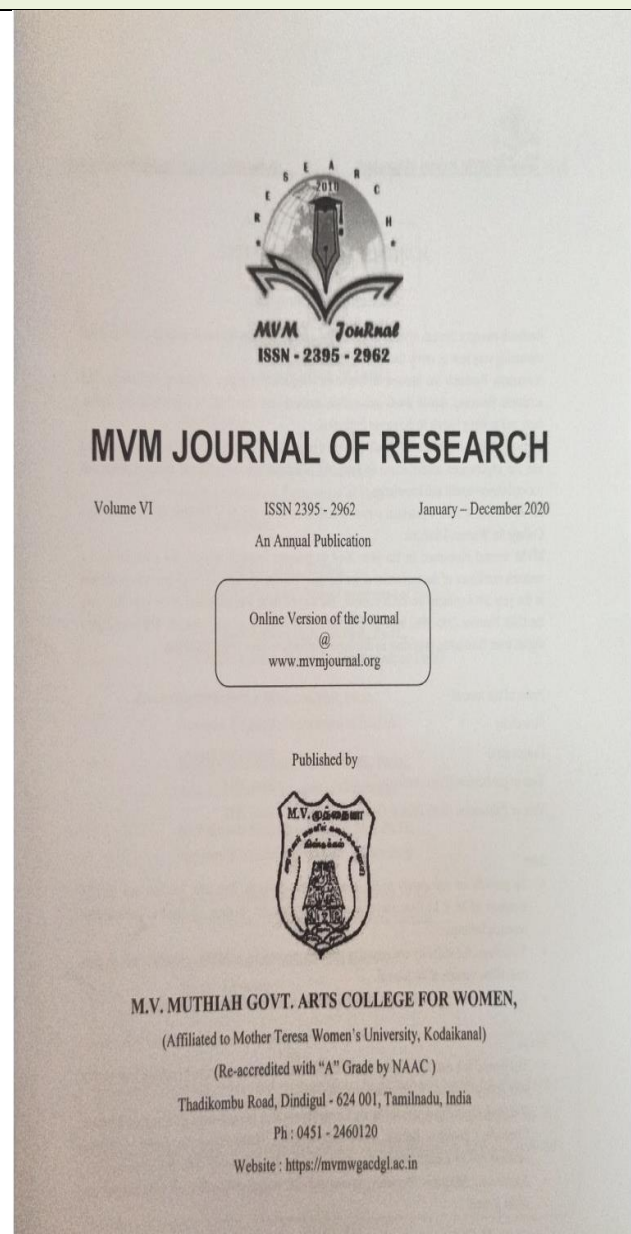 RESEARCH
2010
MVM JouRnal
ISSN - 2395 - 2962
MVM JOURNAL OF RESEARCH
Volume VI ISSN 2395 - 2962 January – December 2020
An Annual Publication
Online Version of the Journal
@
www.mvmjournal.org
Published by
M.V. முத்தையா
திண்டுக்கல்
M.V. MUTHIAH GOVT. ARTS COLLEGE FOR WOMEN,
(Affiliated to Mother Teresa Women's University, Kodaikanal)
(Re-accredited with “A” Grade by NAAC )
Thadikombu Road, Dindigul - 624 001, Tamilnadu, India
Ph : 0451 - 2460120
Website : https://mvmwgacdgl.ac.in